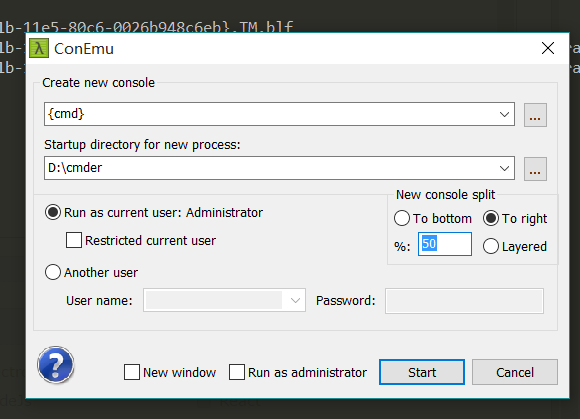 1b-11e5-80c6-0026b948c6eb}.TM.blf
ConEmu
Create new console
{cmd}
...
Startup directory for new process:
D:\cmder
...
Run as current user: Administrator
Restricted current user
Another user
User name:
Password:
New console split
To bottom
To right
%:
50
Layered
New window
Run as administrator
Start
Cancel